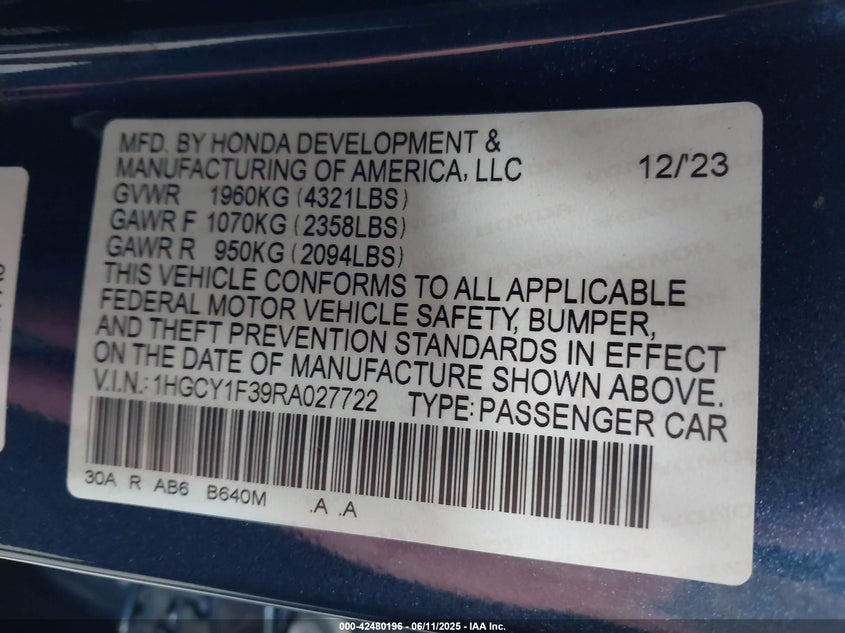 MFD. BY HONDA DEVELOPMENT &
MANUFACTURING OF AMERICA, LLC 12/'23
GVWR 1960KG (4321LBS)
GAWR F 1070KG (2358LBS)
GAWR R 950KG (2094LBS)
THIS VEHICLE CONFORMS TO ALL APPLICABLE
FEDERAL MOTOR VEHICLE SAFETY, BUMPER,
AND THEFT PREVENTION STANDARDS IN EFFECT
ON THE DATE OF MANUFACTURE SHOWN ABOVE.
V.I.N.: 1HGCY1F39RA027722 TYPE: PASSENGER CAR
30A R AB6 B640M .A .A
000-42480196 - 06/11/2025 - IAA Inc.